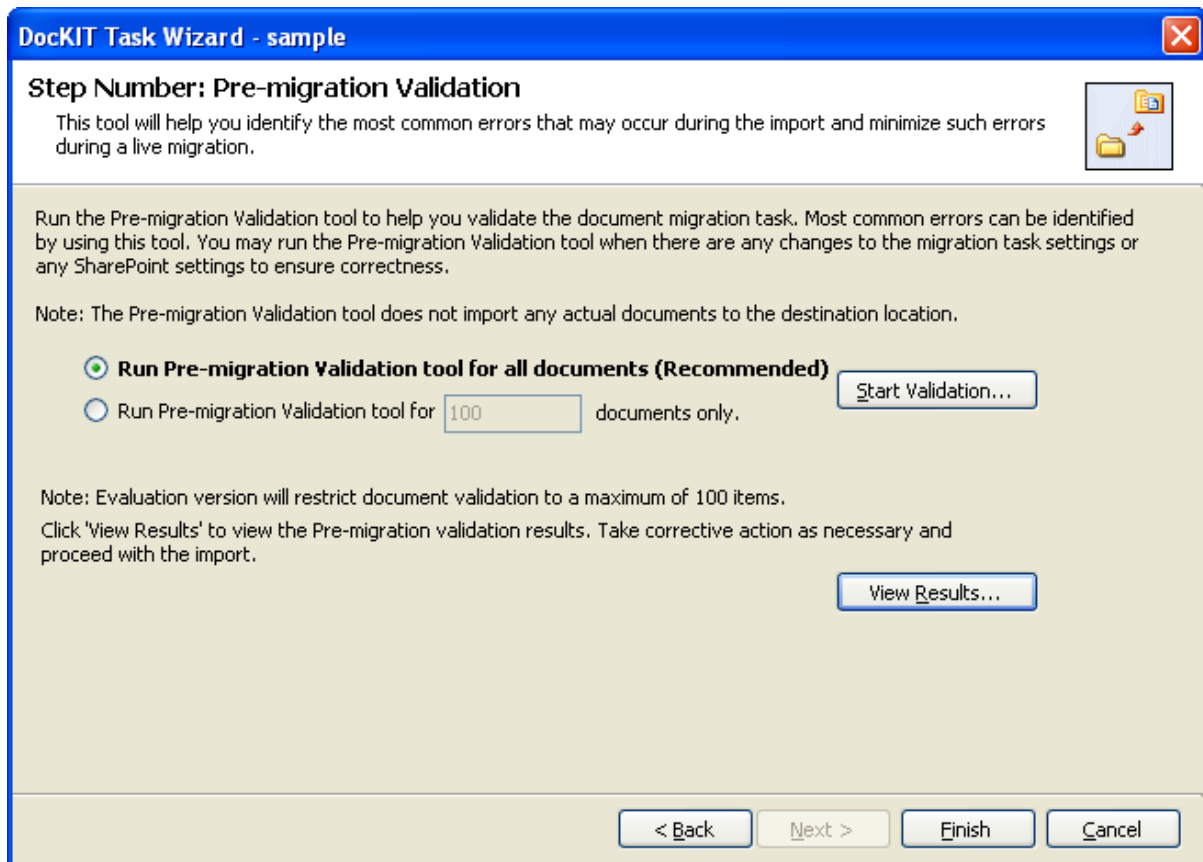 DocKIT Task Wizard - sample
Step Number: Pre-migration Validation
This tool will help you identify the most common errors that may occur during the import and minimize such errors
during a live migration.
Run the Pre-migration Validation tool to help you validate the document migration task. Most common errors can be identified
by using this tool. You may run the Pre-migration Validation tool when there are any changes to the migration task settings or
any SharePoint settings to ensure correctness.
Note: The Pre-migration Validation tool does not import any actual documents to the destination location.
Run Pre-migration Validation tool for all documents (Recommended)
Start Validation...
Run Pre-migration Validation tool for 100 documents only.
Note: Evaluation version will restrict document validation to a maximum of 100 items.
Click 'View Results' to view the Pre-migration validation results. Take corrective action as necessary and
proceed with the import.
View Results...
< Back Next > Finish Cancel